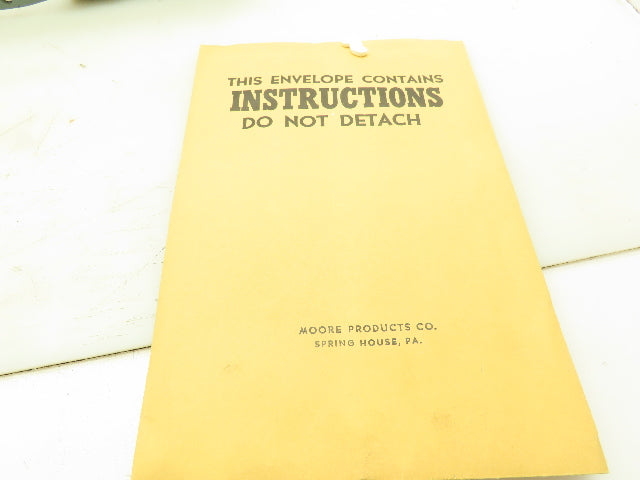 THIS ENVELOPE CONTAINS
INSTRUCTIONS
DO NOT DETACH
MOORE PRODUCTS CO.
SPRING HOUSE, PA.